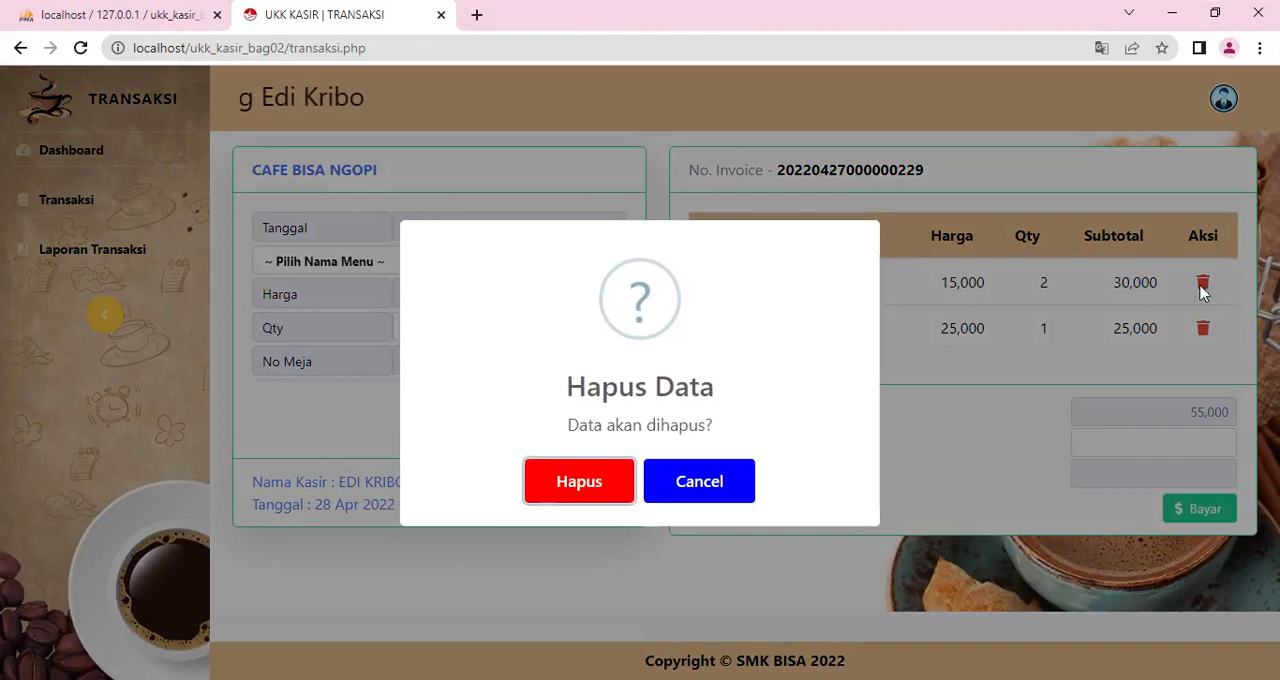 localhost / 127.0.0.1 / ukk_kasir_b
UKK KASIR | TRANSAKSI
localhost/ukk_kasir_bag02/transaksi.php
TRANSAKSI
g Edi Kribo
Dashboard
Transaksi
Laporan Transaksi
CAFE BISA NGOPI
Tanggal
~ Pilih Nama Menu ~
Harga
Qty
No Meja
Nama Kasir : EDI KRIBO
Tanggal : 28 Apr 2022
No. Invoice - 20220427000000229
Harga Qty Subtotal Aksi
15,000 2 30,000
25,000 1 25,000
55,000
$ Bayar
?
Hapus Data
Data akan dihapus?
Hapus Cancel
Copyright © SMK BISA 2022